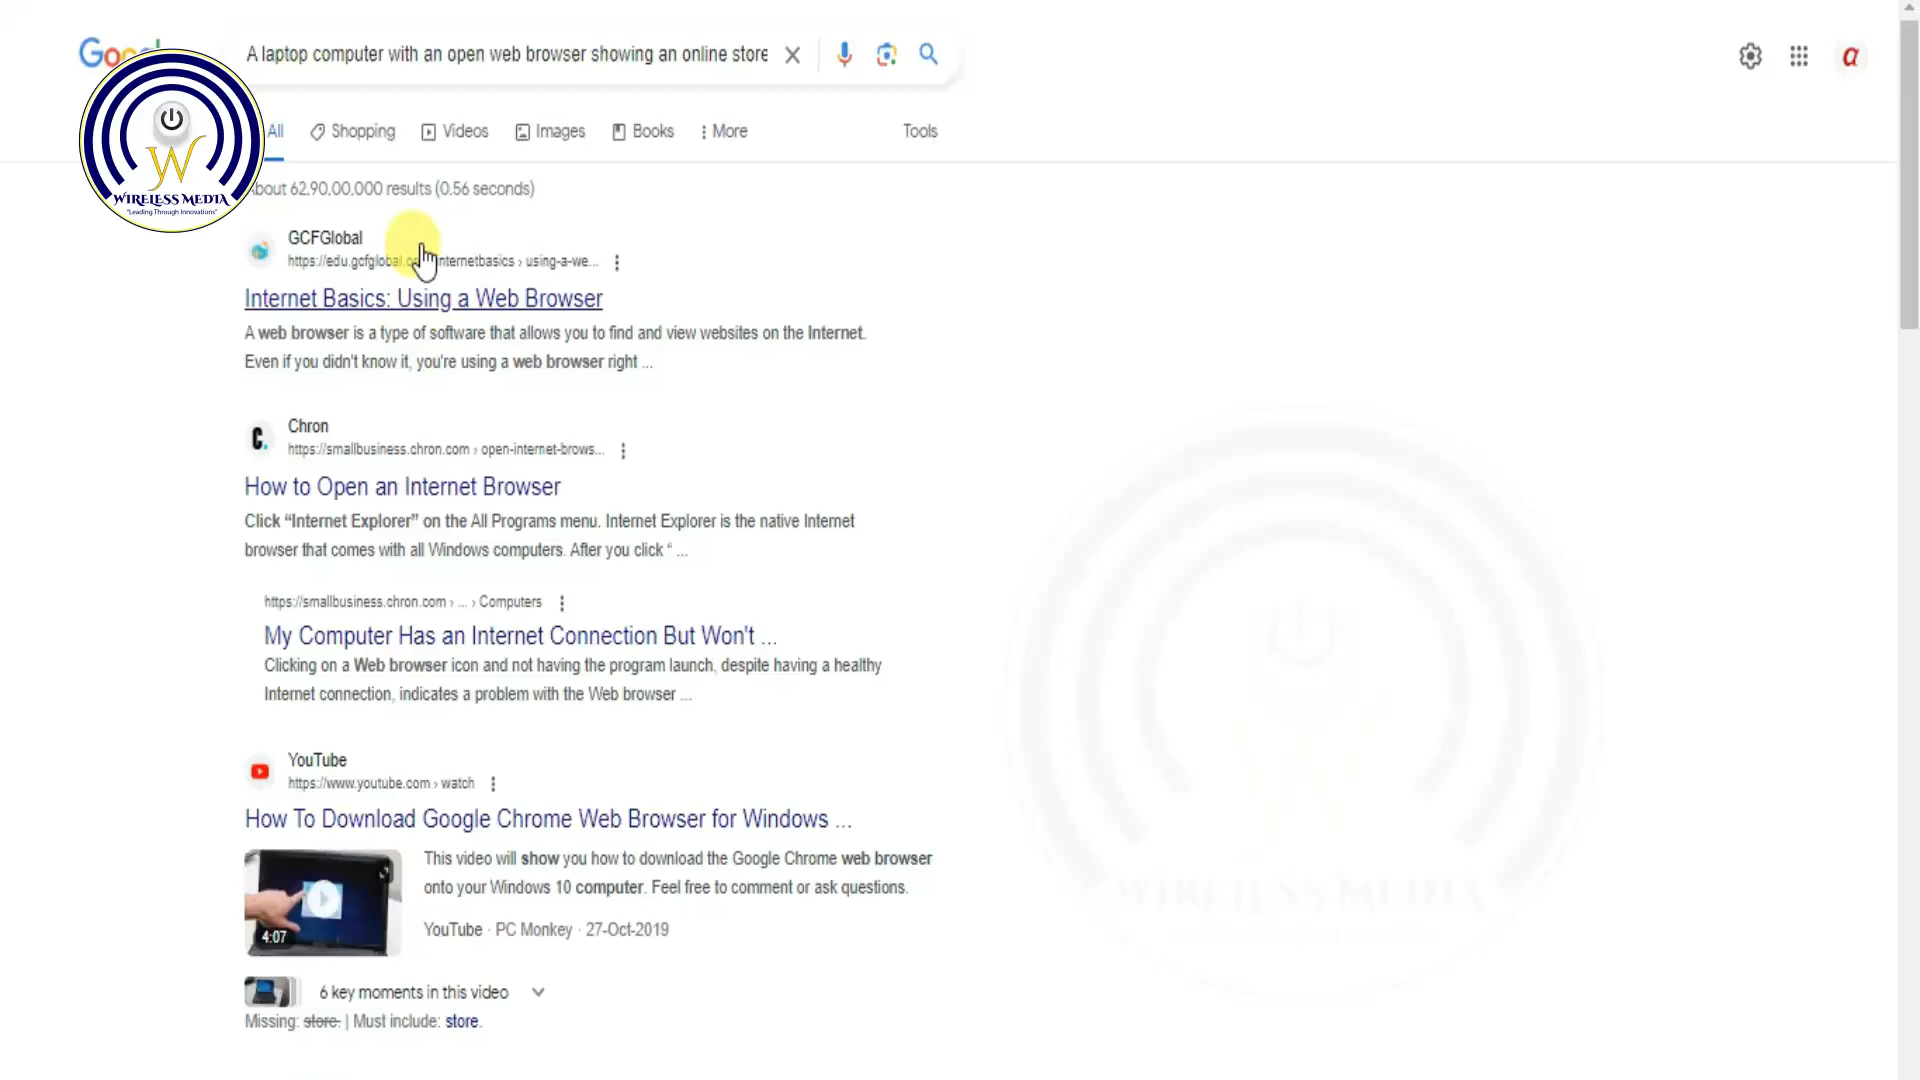 Goo
A laptop computer with an open web browser showing an online store
W
WIRELESS MEDIA
"Leading Through Innovations"
All
Shopping
Videos
Images
Books
More
Tools
About 62,90,00,000 results (0.56 seconds)
GCFGlobal
https://edu.gcfglobal. internetbasics › using-a-we...
Internet Basics: Using a Web Browser
A web browser is a type of software that allows you to find and view websites on the Internet.
Even if you didn't know it, you're using a web browser right ...
C.
Chron
https://smallbusiness.chron.com › open-internet-brows...
How to Open an Internet Browser
Click “Internet Explorer” on the All Programs menu. Internet Explorer is the native Internet
browser that comes with all Windows computers. After you click “ ...
https://smallbusiness.chron.com › ... › Computers
My Computer Has an Internet Connection But Won't ...
Clicking on a Web browser icon and not having the program launch, despite having a healthy
Internet connection, indicates a problem with the Web browser ...
YouTube
https://www.youtube.com › watch
How To Download Google Chrome Web Browser for Windows ...
This video will show you how to download the Google Chrome web browser
onto your Windows 10 computer. Feel free to comment or ask questions.
4:07
YouTube · PC Monkey · 27-Oct-2019
6 key moments in this video
Missing: store. | Must include: store.
WIRELESS MEDIA